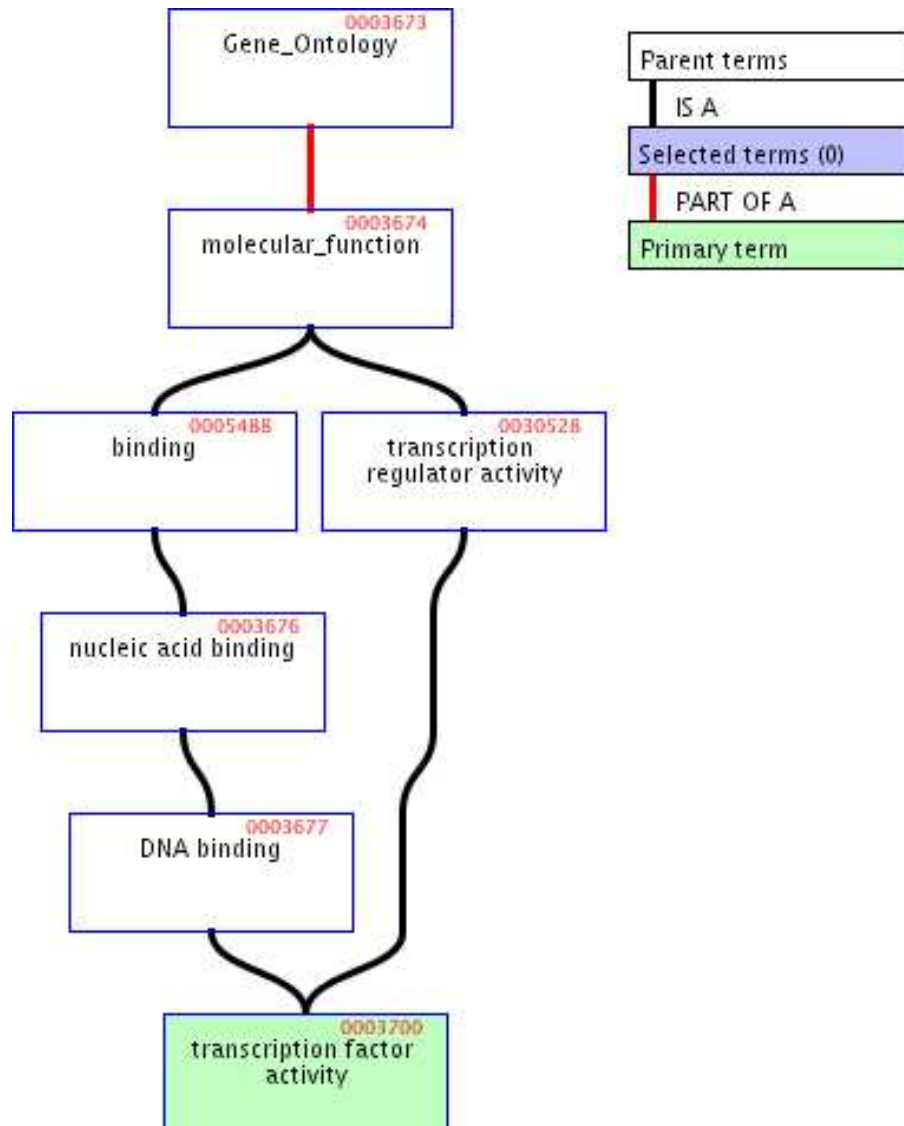 0003673
Gene_Ontology
0003674
molecular_function
0005488
binding
0030528
transcription
regulator activity
0003676
nucleic acid binding
0003677
DNA binding
0003700
transcription factor
activity
Parent terms
IS A
Selected terms (0)
PART OF A
Primary term